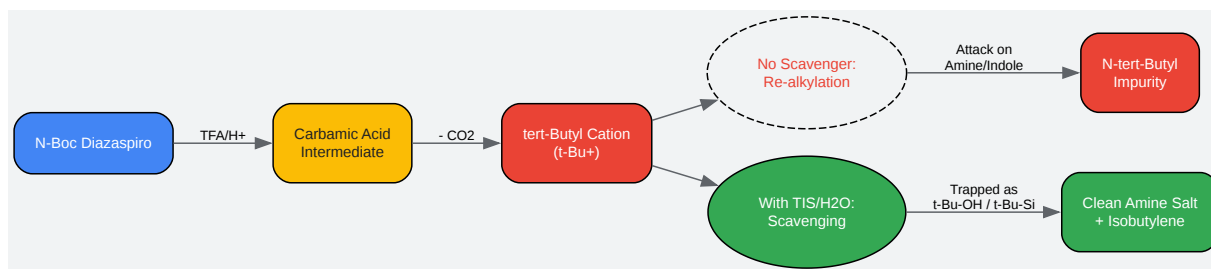 N-Boc Diazaspiro
TFA/H+
Carbamic Acid
Intermediate
- CO2
tert-Butyl Cation
(t-Bu+)
No Scavenger:
Re-alkylation
Attack on
Amine/Indole
N-tert-Butyl
Impurity
With TIS/H2O:
Scavenging
Trapped as
t-Bu-OH / t-Bu-Si
Clean Amine Salt
+ Isobutylene